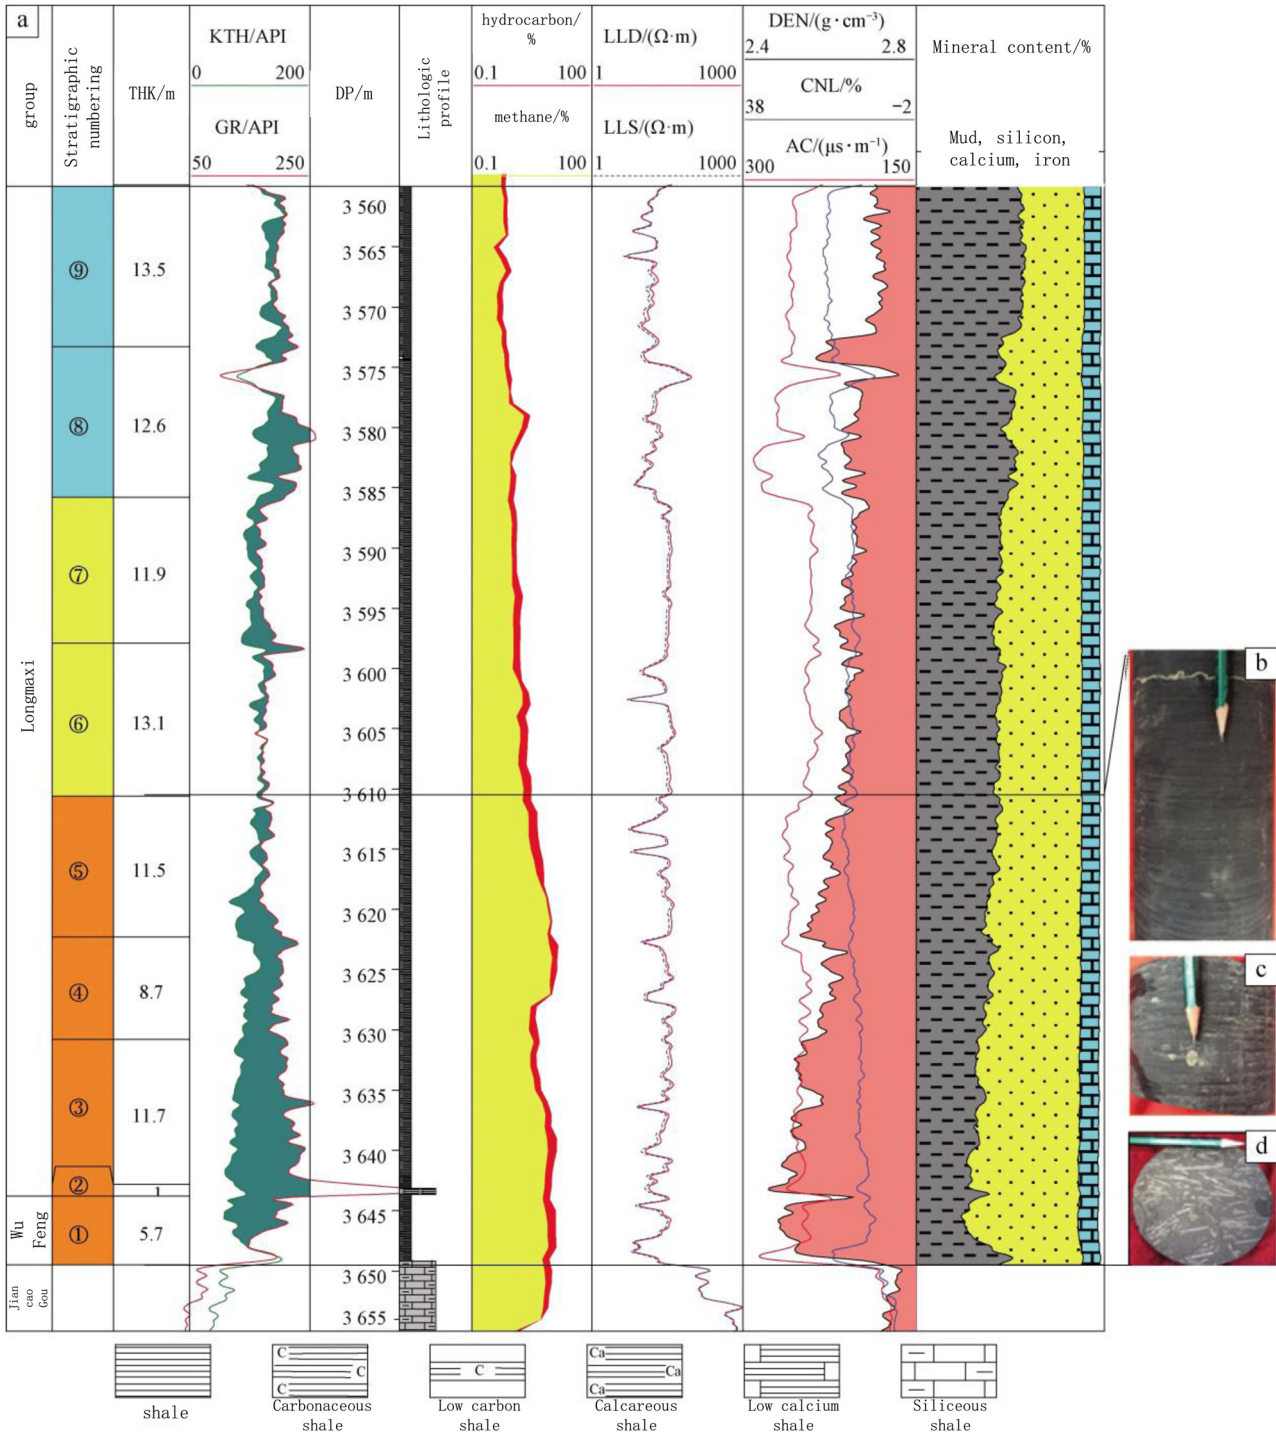 a
group
Stratigraphic
numbering
THK/m
KTH/API
0 200
GR/API
50 250
DP/m
Lithologic
profile
hydrocarbon/
%
0.1 100
methane/%
0.1 100
LLD/(Ω·m)
1 1000
LLS/(Ω·m)
1 1000
DEN/(g·cm⁻³)
2.4 2.8
CNL/%
38 −2
AC/(μs·m⁻¹)
300 150
Mineral content/%
Mud, silicon,
calcium, iron
Longmaxi
Wu
Feng
Jian
cao
Gou
⑨ 13.5
⑧ 12.6
⑦ 11.9
⑥ 13.1
⑤ 11.5
④ 8.7
③ 11.7
② 1
① 5.7
3 560
3 565
3 570
3 575
3 580
3 585
3 590
3 595
3 600
3 605
3 610
3 615
3 620
3 625
3 630
3 635
3 640
3 645
3 650
3 655
b
c
d
shale
C
C
C
Carbonaceous
shale
C
Low carbon
shale
Ca
Ca
Ca
Calcareous
shale
Low calcium
shale
Siliceous
shale